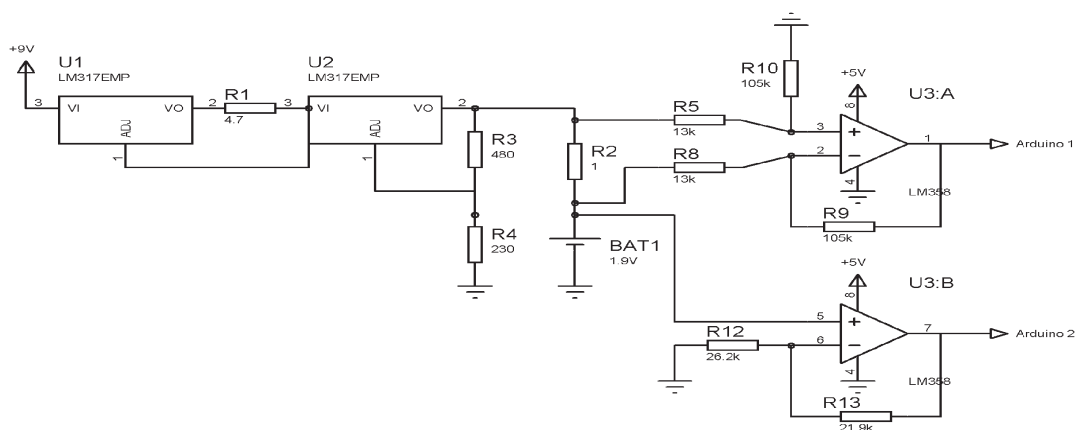 +9V
U1
LM317EMP
3
VI
VO
ADJ
1
2
R1
4.7
3
U2
LM317EMP
VI
VO
ADJ
1
2
R3
480
R4
230
R2
1
BAT1
1.9V
R5
13k
R8
13k
R10
105k
+5V
8
U3:A
3
+
2
−
1
Arduino 1
4
LM358
R9
105k
+5V
8
U3:B
5
+
6
−
7
Arduino 2
4
LM358
R12
26.2k
R13
21.9k